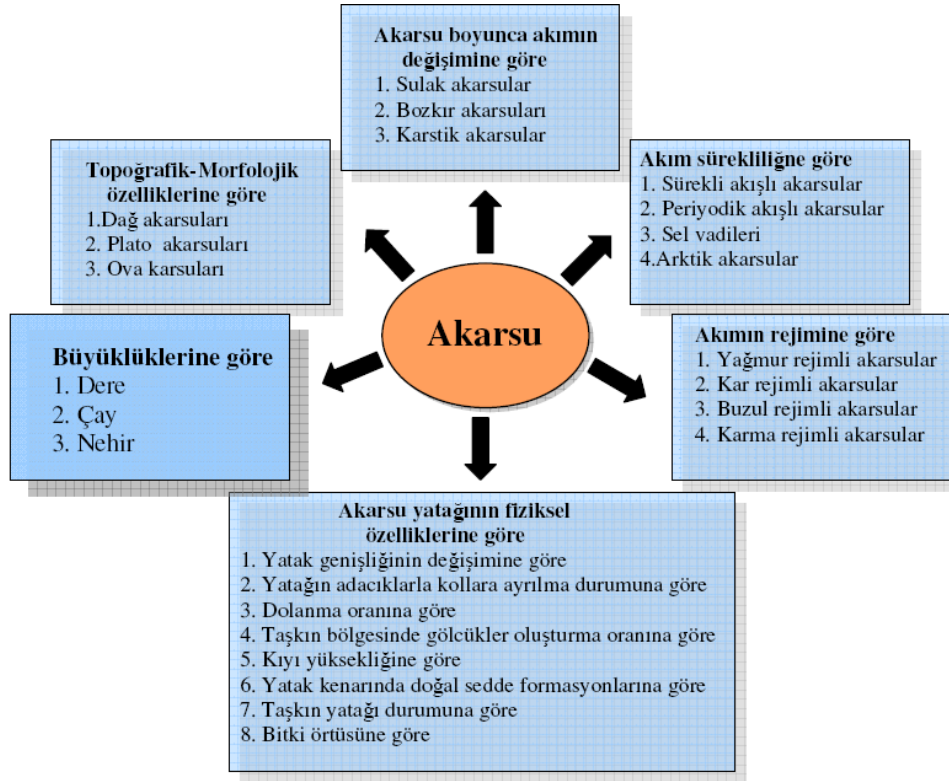 Akarsu boyunca akımın
değişimine göre
1. Sulak akarsular
2. Bozkır akarsuları
3. Karstik akarsular
Topoğrafik-Morfolojik
özelliklerine göre
1.Dağ akarsuları
2. Plato akarsuları
3. Ova karsuları
Akım sürekliliğne göre
1. Sürekli akışlı akarsular
2. Periyodik akışlı akarsular
3. Sel vadileri
4.Arktik akarsular
Akarsu
Büyüklüklerine göre
1. Dere
2. Çay
3. Nehir
Akımın rejimine göre
1. Yağmur rejimli akarsular
2. Kar rejimli akarsular
3. Buzul rejimli akarsular
4. Karma rejimli akarsular
Akarsu yatağının fiziksel
özelliklerine göre
1. Yatak genişliğinin değişimine göre
2. Yatağın adacıklarla kollara ayrılma durumuna göre
3. Dolanma oranına göre
4. Taşkın bölgesinde gölcükler oluşturma oranına göre
5. Kıyı yüksekliğine göre
6. Yatak kenarında doğal sedde formasyonlarına göre
7. Taşkın yatağı durumuna göre
8. Bitki örtüsüne göre